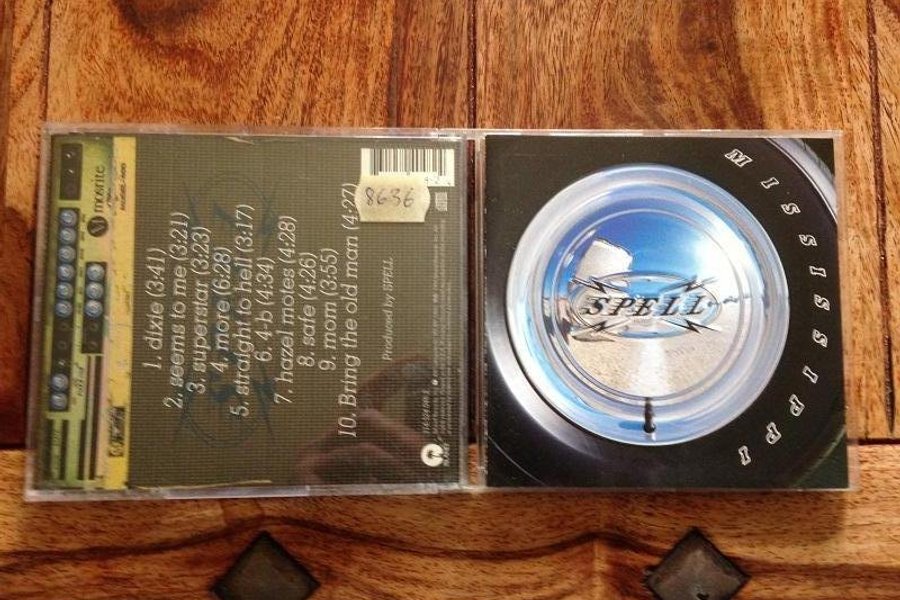 mosrite
1. dixie (3:41)
2. seems to me (3:21)
3. superstar (3:23)
4. more (6:28)
5. straight to hell (3:17)
6. 4-b (4:34)
7. hazel motes (4:28)
8. safe (4:26)
9. mom (3:55)
10. Bring the old man (4:27)
8636
Produced by SPELL
SPELL
MISSISSIPPI